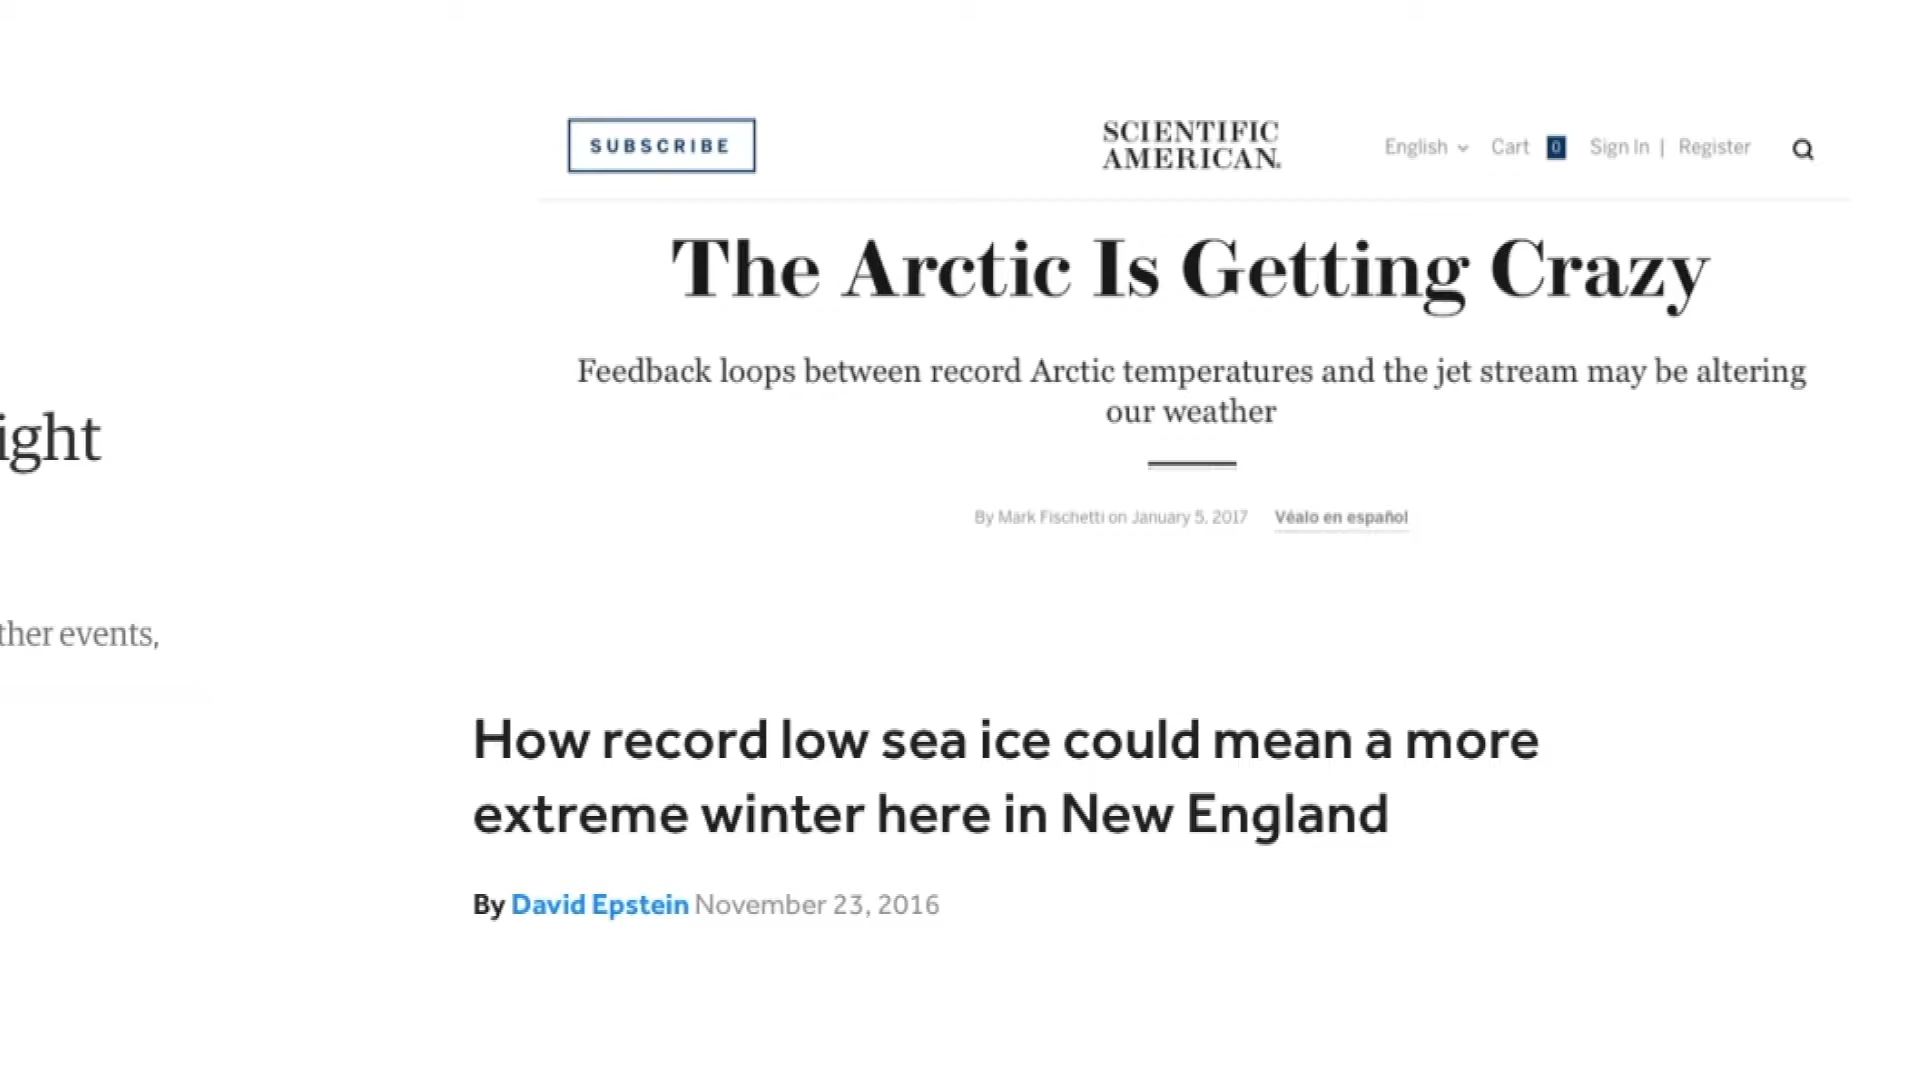 SUBSCRIBE
SCIENTIFIC
AMERICAN.
English Cart 0 Sign In | Register
The Arctic Is Getting Crazy
Feedback loops between record Arctic temperatures and the jet stream may be altering
our weather
By Mark Fischetti on January 5, 2017 Véalo en español
ight
ther events,
How record low sea ice could mean a more
extreme winter here in New England
By David Epstein November 23, 2016